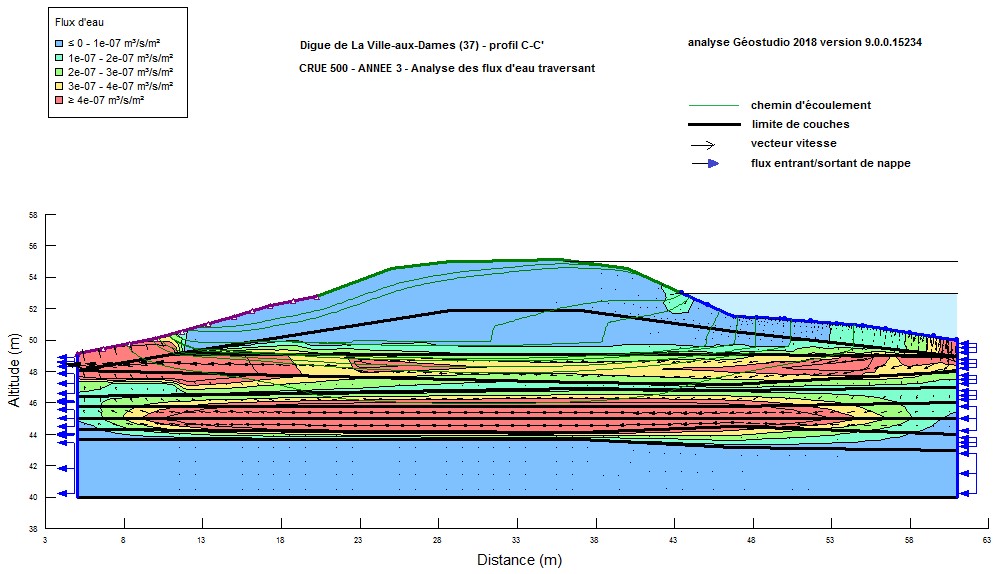 Flux d'eau
≤ 0 - 1e-07 m³/s/m²
1e-07 - 2e-07 m³/s/m²
2e-07 - 3e-07 m³/s/m²
3e-07 - 4e-07 m³/s/m²
≥ 4e-07 m³/s/m²
Digue de La Ville-aux-Dames (37) - profil C-C'
CRUE 500 - ANNEE 3 - Analyse des flux d'eau traversant
analyse Géostudio 2018 version 9.0.0.15234
chemin d'écoulement
limite de couches
vecteur vitesse
flux entrant/sortant de nappe
58
56
54
52
50
48
46
44
42
40
38
Altitude (m)
3 8 13 18 23 28 33 38 43 48 53 58 63
Distance (m)